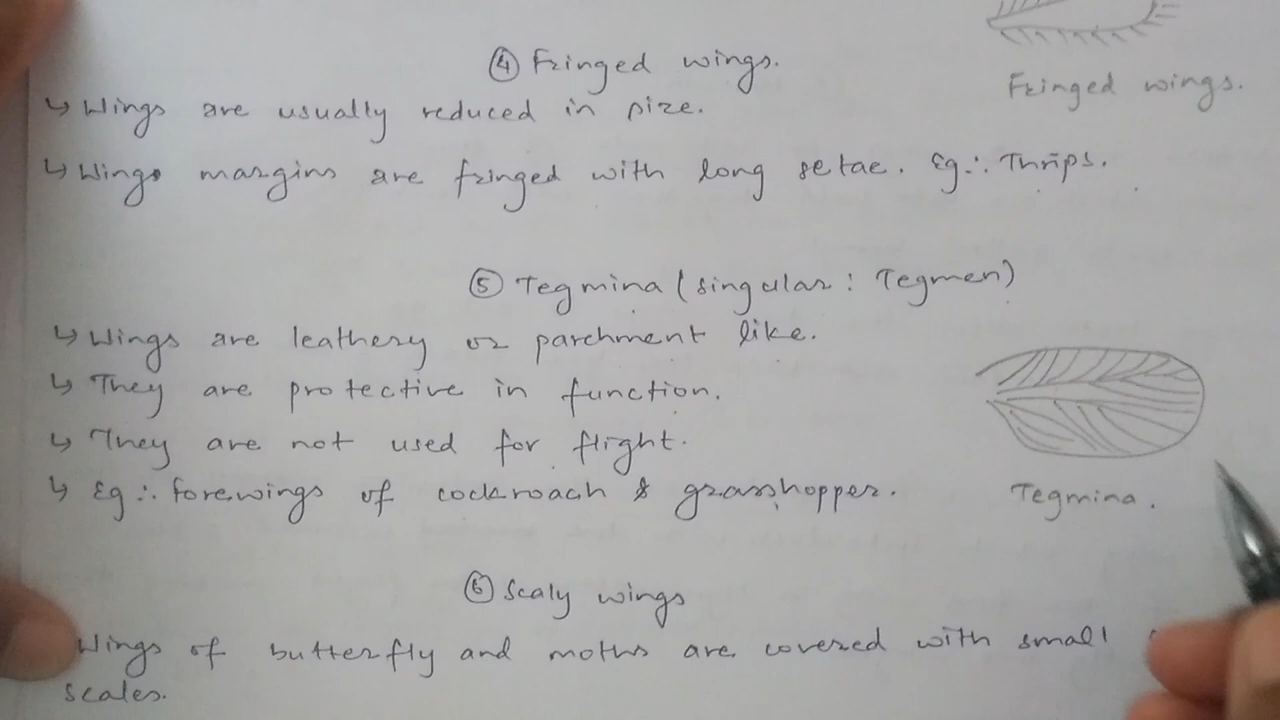 ④ Fringed wings.
Fringed wings.
↳ Wings are usually reduced in size.
↳ Wings margins are fringed with long setae. Eg:. Thrips.
⑤ Tegmina (singular: Tegmen)
↳ Wings are leathery or parchment like.
↳ They are protective in function.
↳ They are not used for flight.
↳ Eg:. forewings of cockroach & grasshopper.
Tegmina.
⑥ Scaly wings
Wings of butterfly and moths are covered with small
scales.